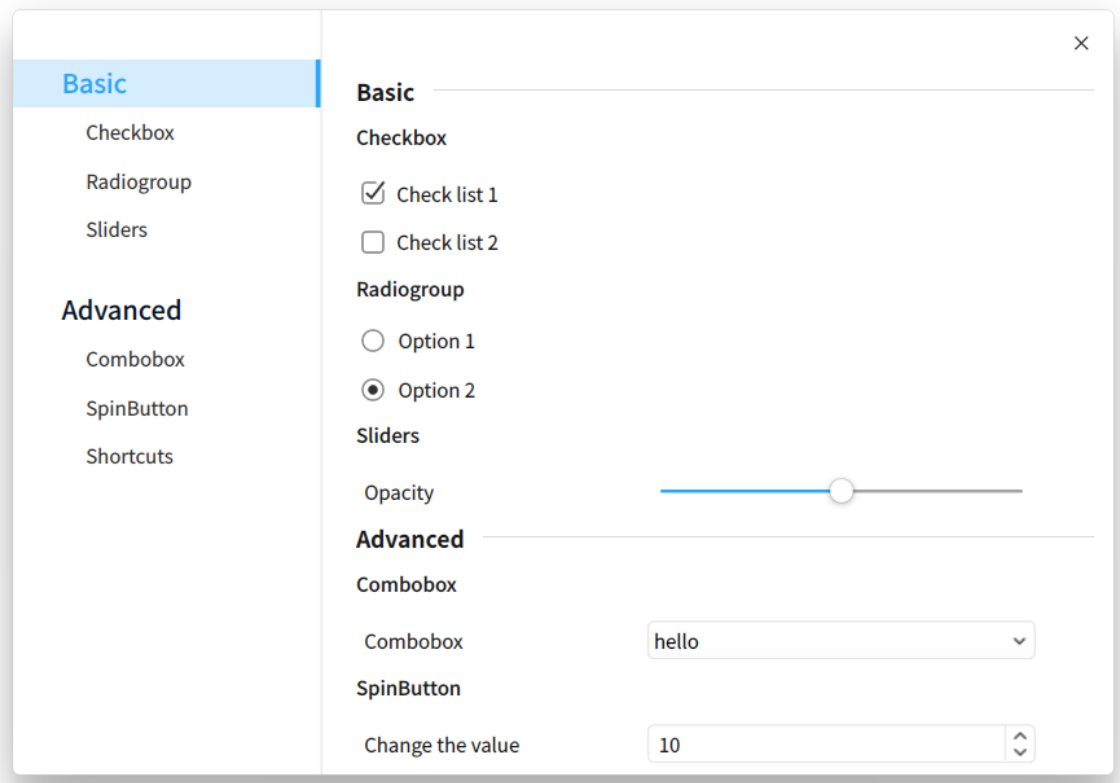 Basic
Checkbox
Radiogroup
Sliders
Advanced
Combobox
SpinButton
Shortcuts
Basic
Checkbox
Check list 1
Check list 2
Radiogroup
Option 1
Option 2
Sliders
Opacity
Advanced
Combobox
Combobox hello
SpinButton
Change the value 10